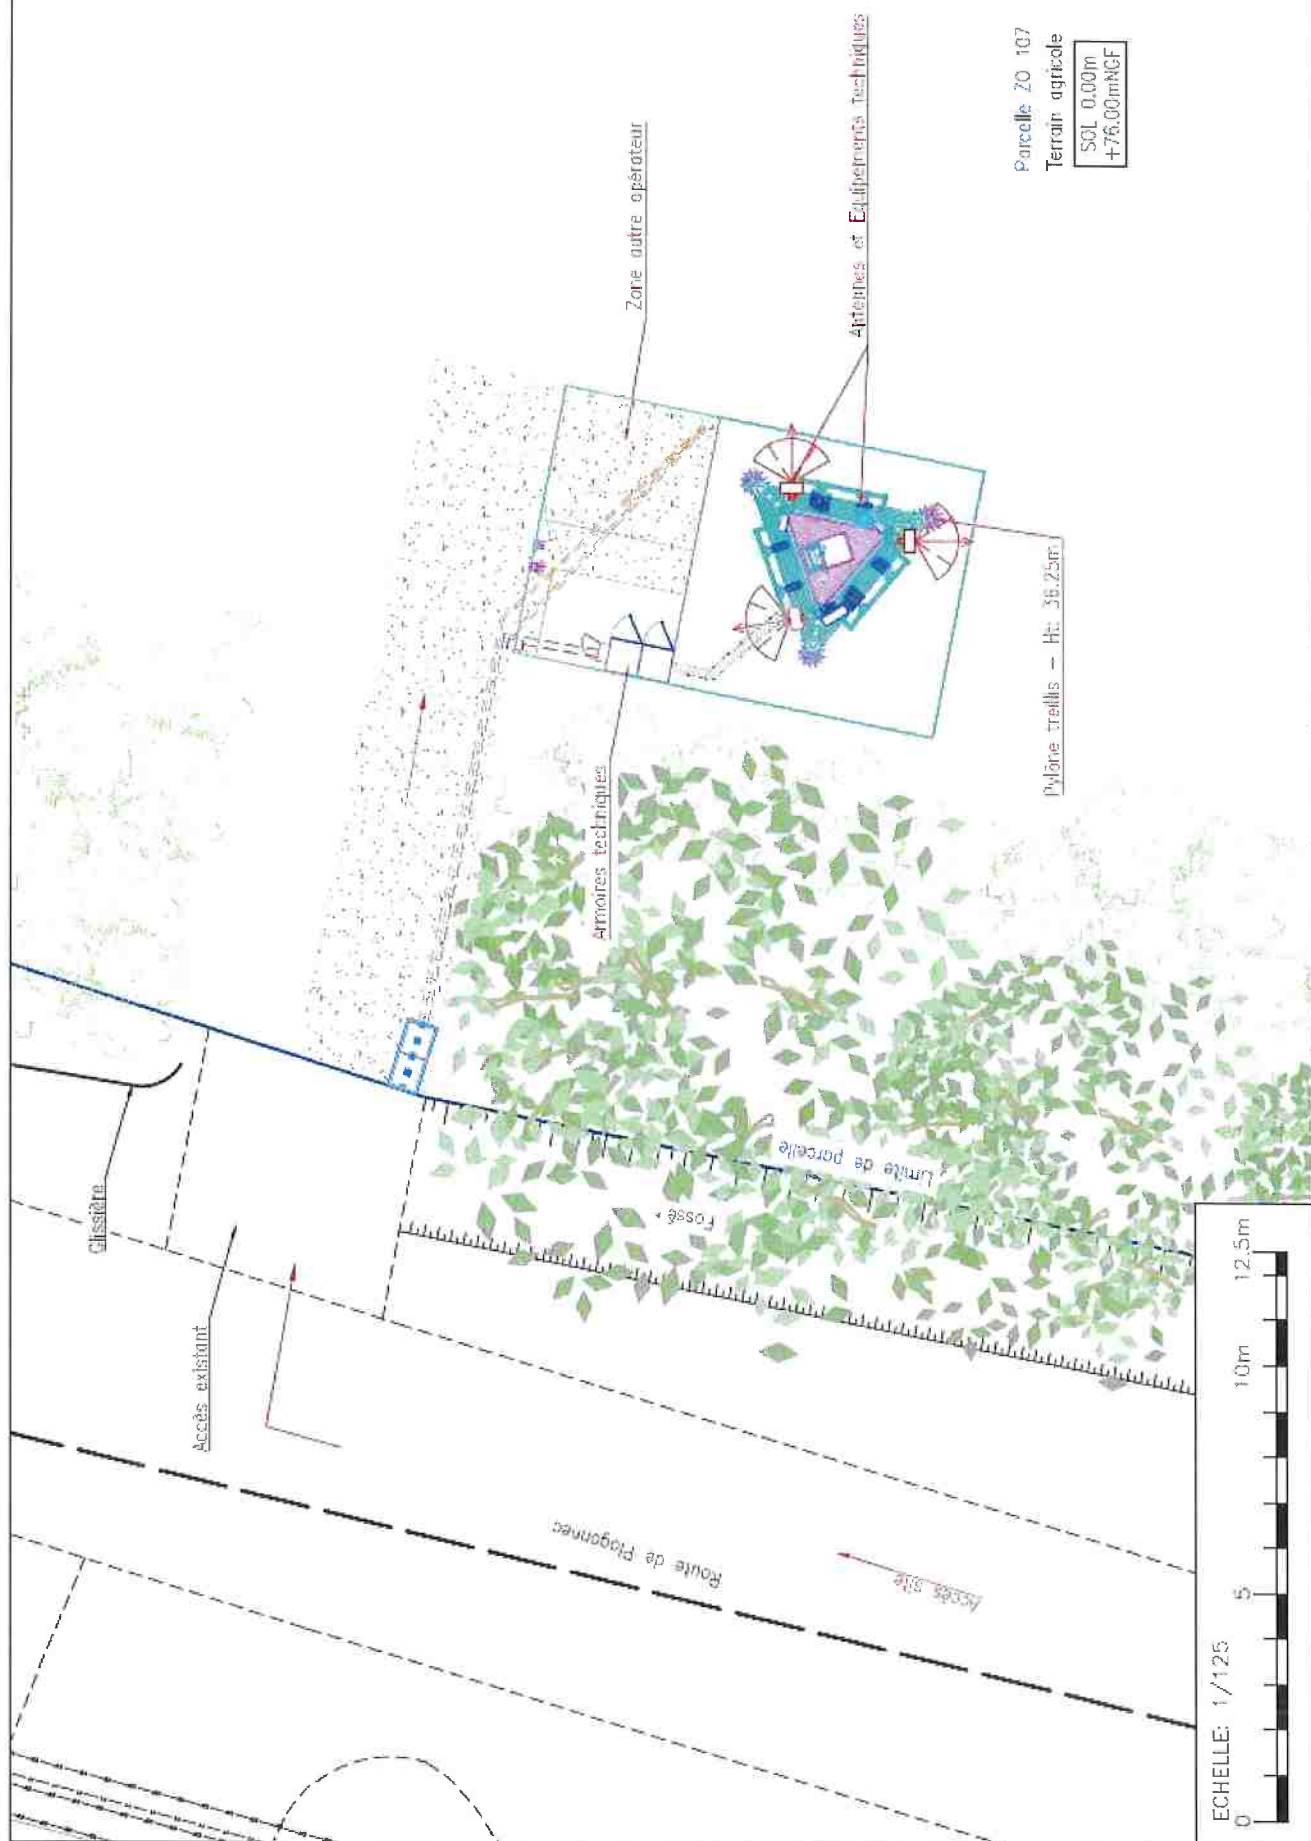 Parcelle ZO 107
Terrain agricole
SOL 0.00m
+76.00mNGF
Antennes et Equipements techniques
Zone autre opérateur
Pylône treillis - Ht: 36.25m
Armoires techniques
Limite de parcelle
Fossé
Glissière
Accès existant
Route de Plogonnec
Accès site
ECHELLE: 1/125
0 5 10m 12.5m